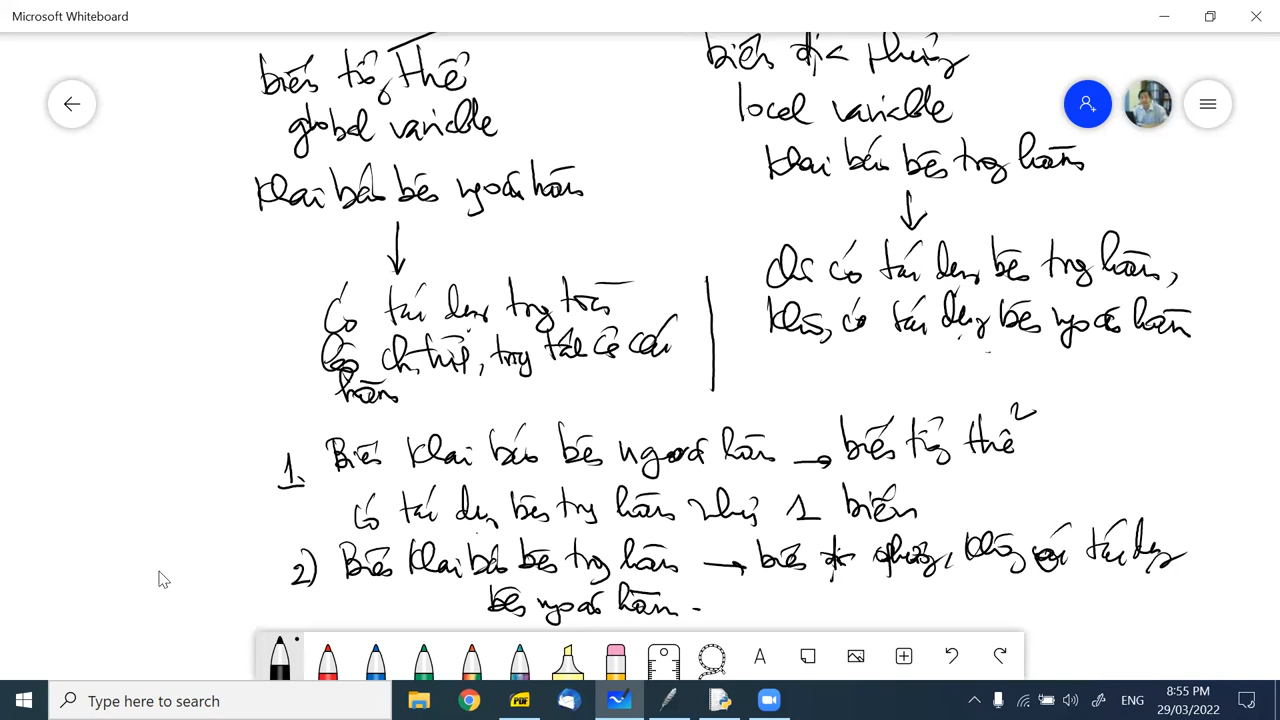 Microsoft Whiteboard
biến tổng thể
global variable
khai báo bên ngoài hàm
có tác dụng trong toàn
bộ ch.trình, trong tất cả các
hàm
biến địa phương
local variable
khai báo bên trong hàm
chỉ có tác dụng bên trong hàm,
không có tác dụng bên ngoài hàm
1. Biến khai báo bên ngoài hàm → biến tổng thể
có tác dụng bên trong hàm như 1 biến
2) Biến khai báo bên trong hàm → biến địa phương, không có tác dụng
bên ngoài hàm.
Type here to search
PDF
ENG
8:55 PM
29/03/2022